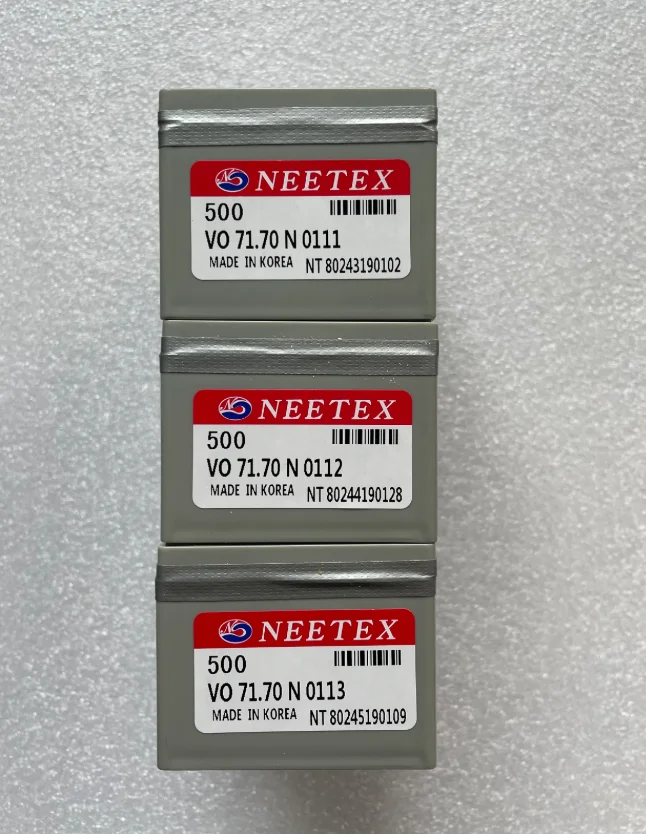 NEETEX
500
VO 71.70 N 0111
MADE IN KOREA NT 80243190102
NEETEX
500
VO 71.70 N 0112
MADE IN KOREA NT 80244190128
NEETEX
500
VO 71.70 N 0113
MADE IN KOREA NT 80245190109